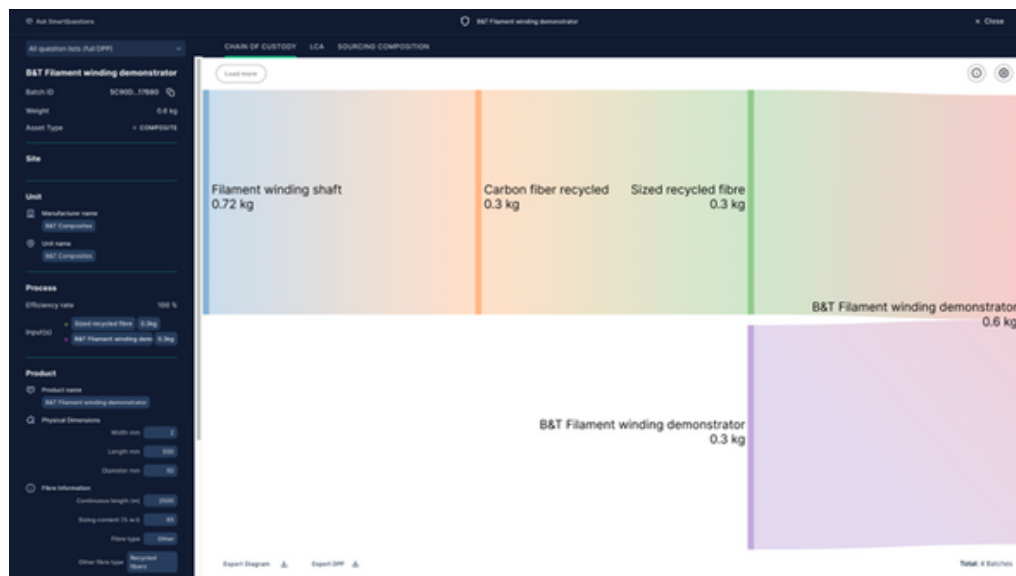 Ask SmartQuestions
B&T Filament winding demonstrator
× Close
All question lists (full DPP)
CHAIN OF CUSTODY LCA SOURCING COMPOSITION
B&T Filament winding demonstrator
Batch ID 5C90D...17B80
Weight 0.6 kg
Asset Type COMPOSITE
Site
Unit
Manufacturer name
B&T Composites
Unit name
B&T Composites
Process
Efficiency rate 100 %
Input(s)
Sized recycled fibre 0.3kg
B&T Filament winding dem 0.3kg
Product
Product name
B&T Filament winding demonstrator
Physical Dimensions
Width mm 2
Length mm 500
Diameter mm 50
Fibre Information
Continuous length (m) 2500
Sizing content (% w/t)
Fibre type Other
Other fibre type Recycled fibers
Load more
Filament winding shaft
0.72 kg
Carbon fiber recycled
0.3 kg
Sized recycled fibre
0.3 kg
B&T Filament winding demonstrator
0.6 kg
B&T Filament winding demonstrator
0.3 kg
Export Diagram
Export DPP
Total: 4 Batches